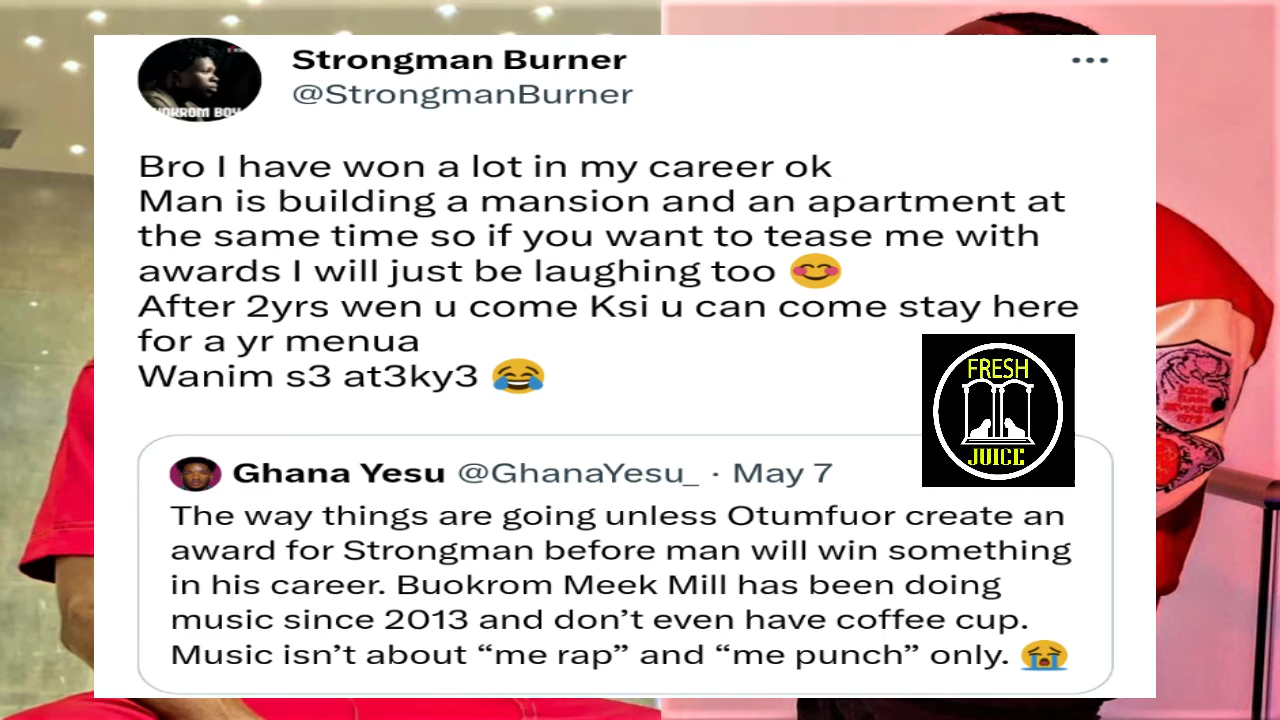 Strongman Burner
@StrongmanBurner
Bro I have won a lot in my career ok
Man is building a mansion and an apartment at
the same time so if you want to tease me with
awards I will just be laughing too 😊
After 2yrs wen u come Ksi u can come stay here
for a yr menua
Wanim s3 at3ky3 😂
FRESH
JUICE
Ghana Yesu @GhanaYesu_ · May 7
The way things are going unless Otumfuor create an
award for Strongman before man will win something
in his career. Buokrom Meek Mill has been doing
music since 2013 and don’t even have coffee cup.
Music isn’t about “me rap” and “me punch” only. 😭